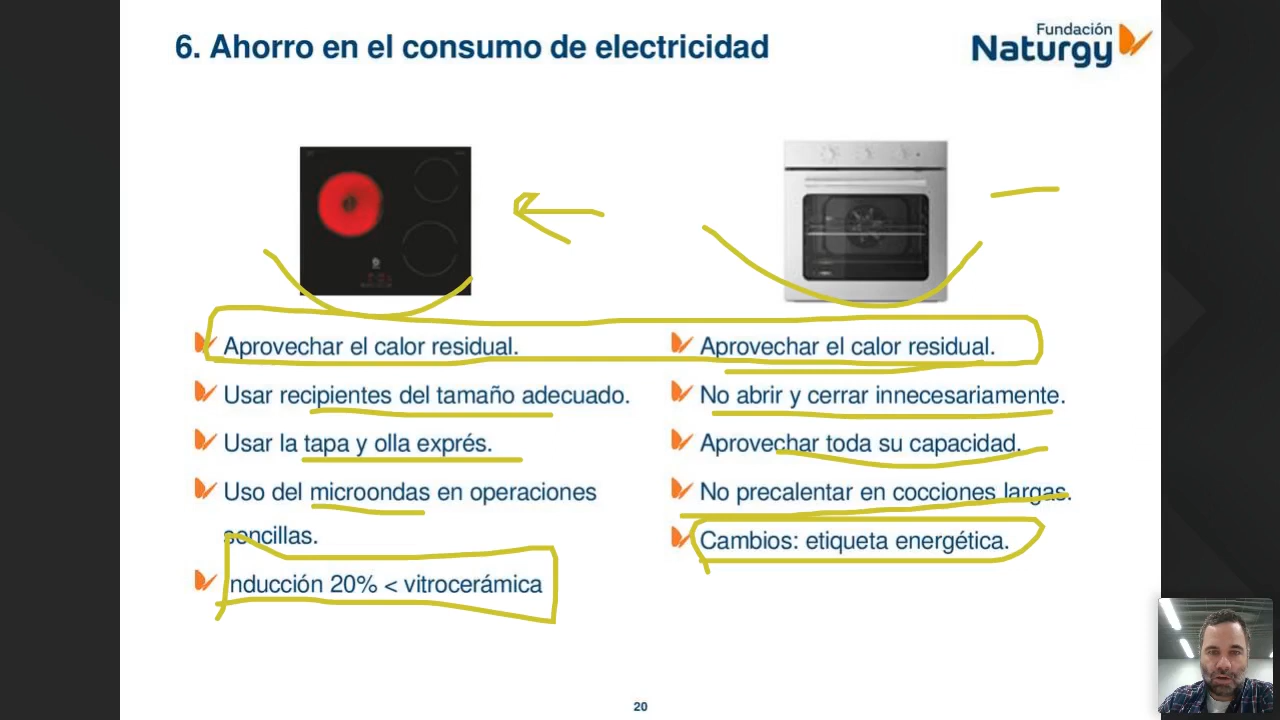 6. Ahorro en el consumo de electricidad
Fundación
Naturgy
Aprovechar el calor residual.
Usar recipientes del tamaño adecuado.
Usar la tapa y olla exprés.
Uso del microondas en operaciones
sencillas.
Inducción 20% < vitrocerámica
Aprovechar el calor residual.
No abrir y cerrar innecesariamente.
Aprovechar toda su capacidad.
No precalentar en cocciones largas.
Cambios: etiqueta energética.
20